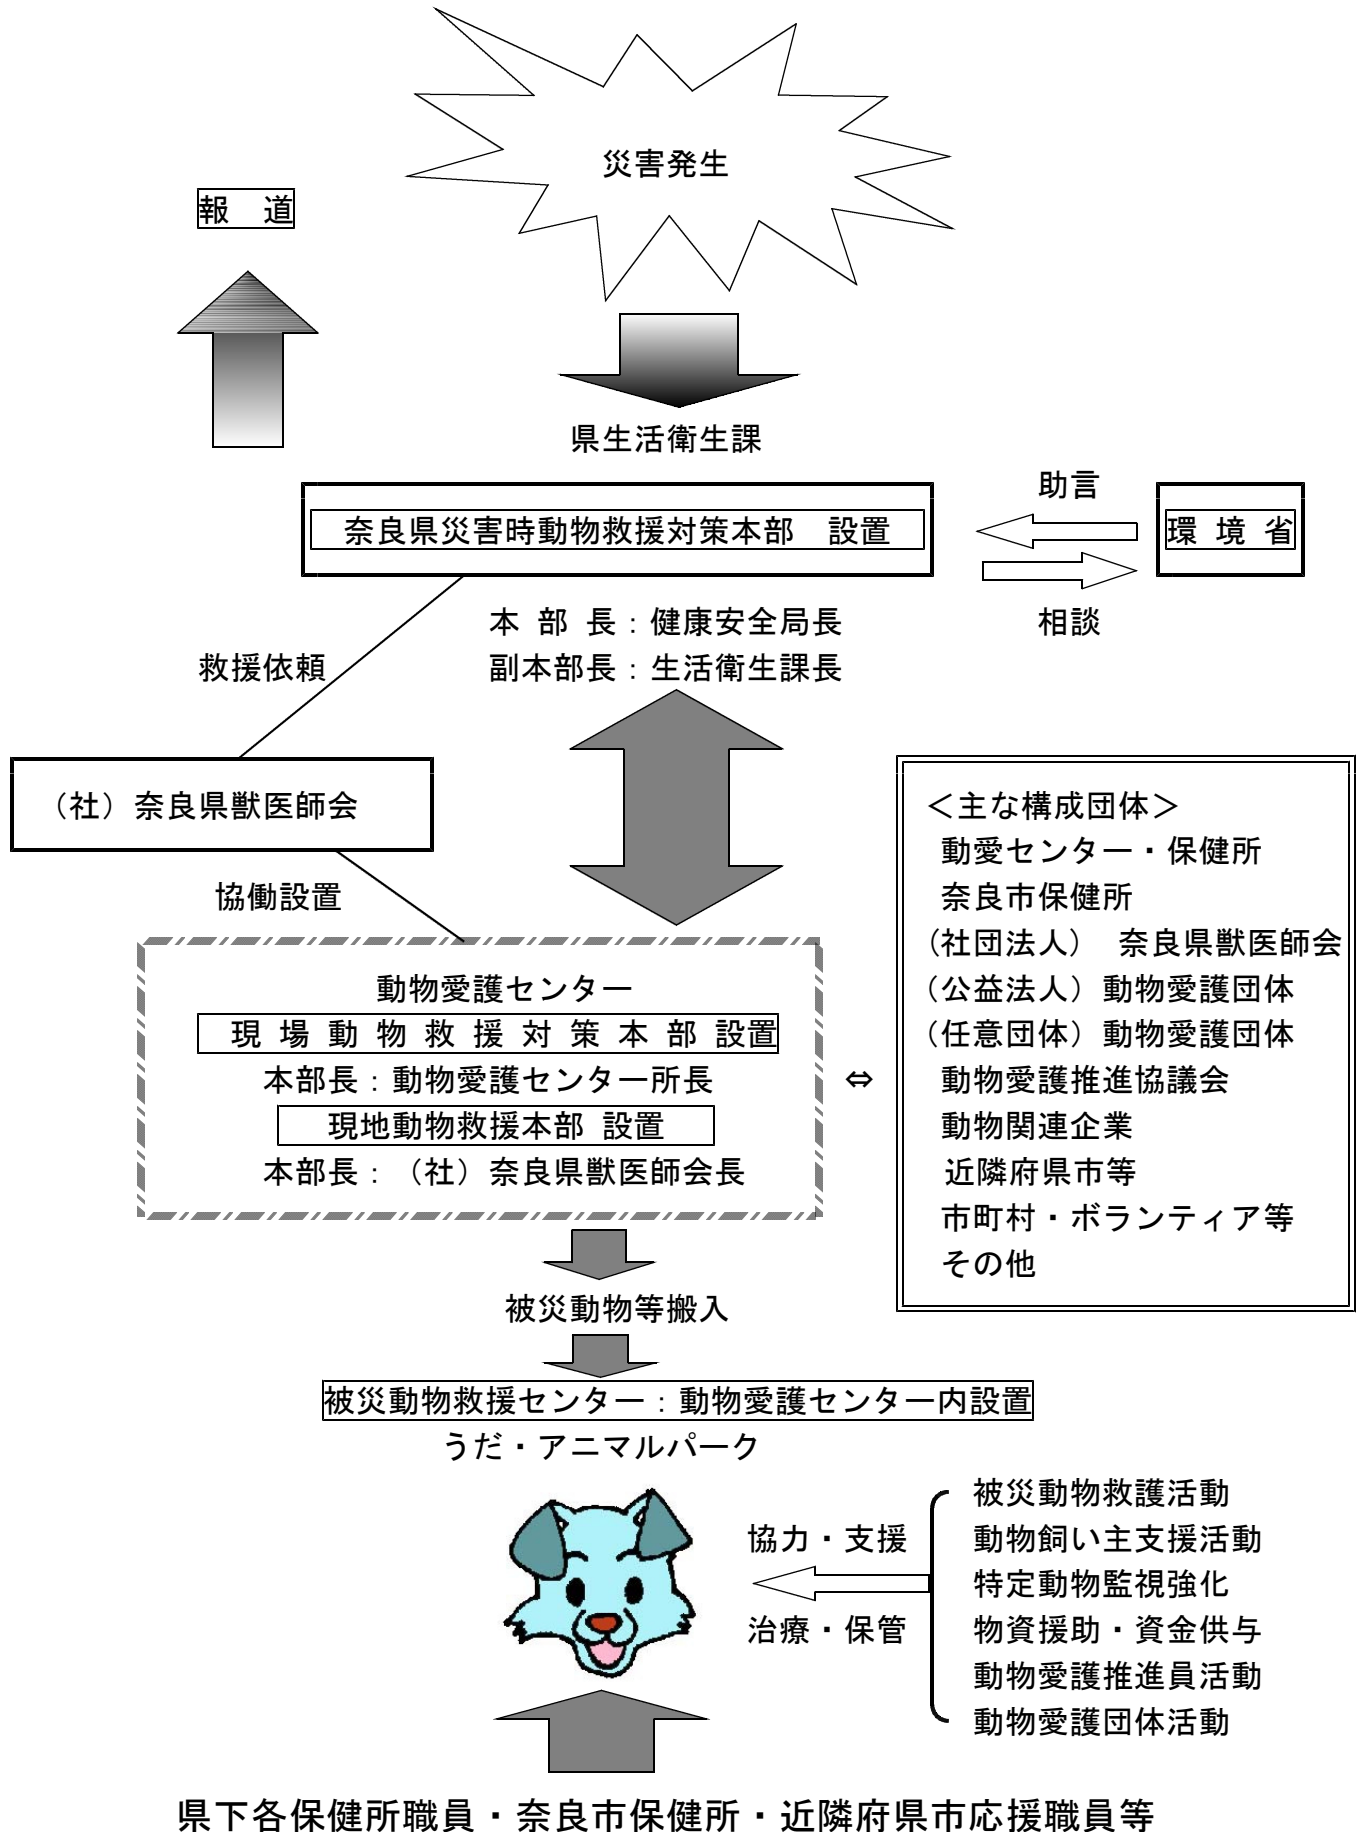 災害発生
報　道
県生活衛生課
奈良県災害時動物救援対策本部　設置
助言
環 境 省
相談
本 部 長：健康安全局長
副本部長：生活衛生課長
救援依頼
（社）奈良県獣医師会
協働設置
動物愛護センター
現 場 動 物 救 援 対 策 本 部 設置
本部長：動物愛護センター所長
現地動物救援本部 設置
本部長：（社）奈良県獣医師会長
⇔
＜主な構成団体＞
動愛センター・保健所
奈良市保健所
（社団法人）　奈良県獣医師会
（公益法人）動物愛護団体
（任意団体）動物愛護団体
動物愛護推進協議会
動物関連企業
近隣府県市等
市町村・ボランティア等
その他
被災動物等搬入
被災動物救援センター：動物愛護センター内設置
うだ・アニマルパーク
協力・支援
治療・保管
被災動物救護活動
動物飼い主支援活動
特定動物監視強化
物資援助・資金供与
動物愛護推進員活動
動物愛護団体活動
県下各保健所職員・奈良市保健所・近隣府県市応援職員等